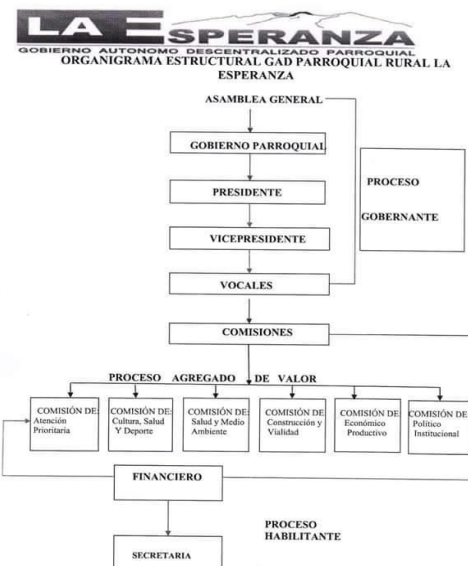 LA ESPERANZA
GOBIERNO AUTONOMO DESCENTRALIZADO PARROQUIAL
ORGANIGRAMA ESTRUCTURAL GAD PARROQUIAL RURAL LA
ESPERANZA
ASAMBLEA GENERAL
GOBIERNO PARROQUIAL
PROCESO
GOBERNANTE
PRESIDENTE
VICEPRESIDENTE
VOCALES
COMISIONES
PROCESO AGREGADO DE VALOR
COMISIÓN DE:
Atención
Prioritaria
COMISIÓN DE:
Cultura, Salud
Y Deporte
COMISIÓN DE:
Salud y Medio
Ambiente
COMISIÓN DE
Construcción y
Vialidad
COMISIÓN DE
Económico
Productivo
COMISIÓN DE:
Político
Institucional
FINANCIERO
PROCESO
HABILITANTE
SECRETARIA